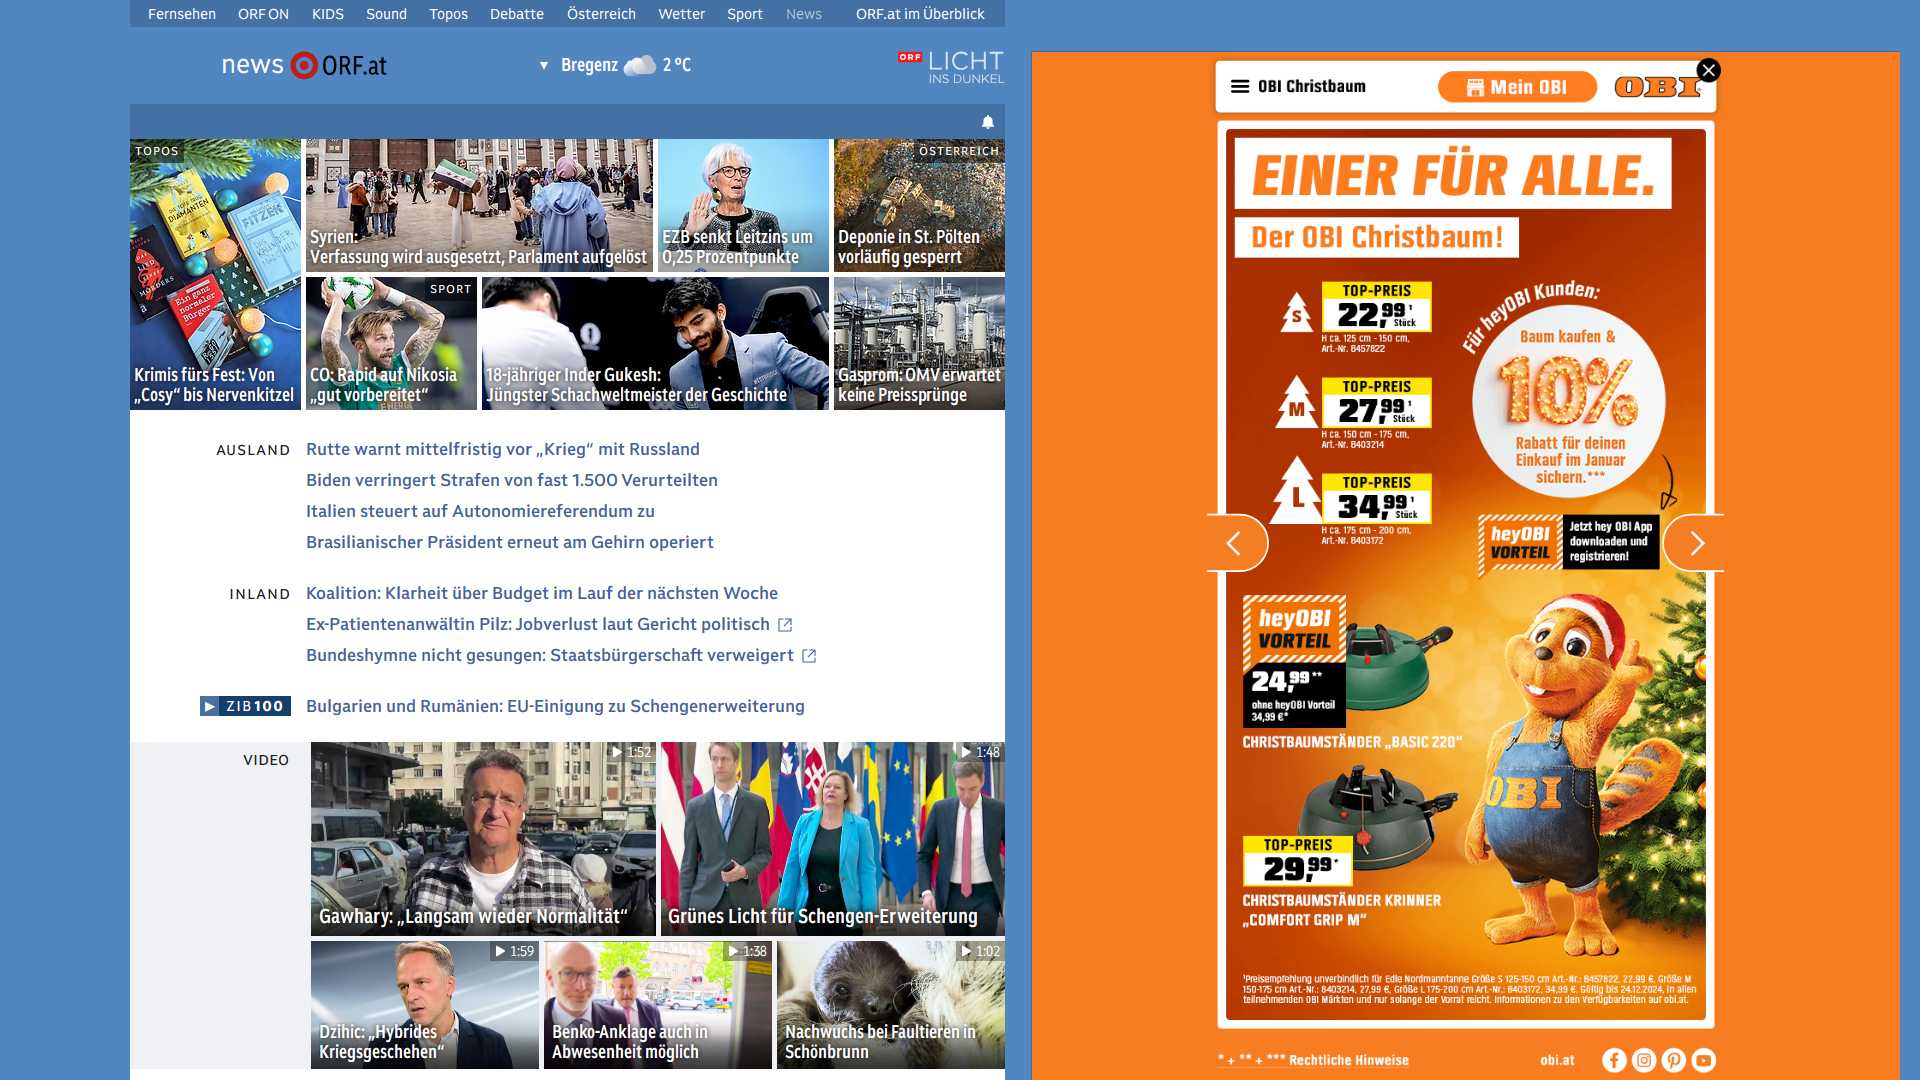 Fernsehen ORF ON KIDS Sound Topos Debatte Österreich Wetter Sport News ORF.at im Überblick
news ORF.at
Bregenz 2 °C
ORF LICHT
INS DUNKEL
TOPOS
Krimis fürs Fest: Von
„Cosy“ bis Nervenkitzel
Syrien:
Verfassung wird ausgesetzt, Parlament aufgelöst
EZB senkt Leitzins um
0,25 Prozentpunkte
ÖSTERREICH
Deponie in St. Pölten
vorläufig gesperrt
SPORT
CO: Rapid auf Nikosia
„gut vorbereitet“
18-jähriger Inder Gukesh:
Jüngster Schachweltmeister der Geschichte
Gasprom: OMV erwartet
keine Preissprünge
AUSLAND
Rutte warnt mittelfristig vor „Krieg“ mit Russland
Biden verringert Strafen von fast 1.500 Verurteilten
Italien steuert auf Autonomiereferendum zu
Brasilianischer Präsident erneut am Gehirn operiert
INLAND
Koalition: Klarheit über Budget im Lauf der nächsten Woche
Ex-Patientenanwältin Pilz: Jobverlust laut Gericht politisch
Bundeshymne nicht gesungen: Staatsbürgerschaft verweigert
ZIB100
Bulgarien und Rumänien: EU-Einigung zu Schengenerweiterung
VIDEO
1:52
Gawhary: „Langsam wieder Normalität“
1:48
Grünes Licht für Schengen-Erweiterung
1:59
Dzihic: „Hybrides
Kriegsgeschehen“
1:38
Benko-Anklage auch in
Abwesenheit möglich
1:02
Nachwuchs bei Faultieren in
Schönbrunn
OBI Christbaum
Mein OBI
OBI
EINER FÜR ALLE.
Der OBI Christbaum!
S
TOP-PREIS
22,99¹
Stück
H ca. 125 cm - 150 cm,
Art.-Nr. 8457822
M
TOP-PREIS
27,99¹
Stück
H ca. 150 cm - 175 cm,
Art.-Nr. 8403214
L
TOP-PREIS
34,99¹
Stück
H ca. 175 cm - 200 cm,
Art.-Nr. 8403172
Für heyOBI Kunden:
Baum kaufen &
10%
Rabatt für deinen
Einkauf im Januar
sichern.***
heyOBI
VORTEIL
Jetzt hey OBI App
downloaden und
registrieren!
heyOBI
VORTEIL
24,99**
ohne heyOBI Vorteil
34,99 €*
CHRISTBAUMSTÄNDER „BASIC 220“
OBI
TOP-PREIS
29,99*
CHRISTBAUMSTÄNDER KRINNER
„COMFORT GRIP M“
¹Preisempfehlung unverbindlich für Edle Nordmanntanne Größe S 125-150 cm Art.-Nr.: 8457822, 22,99 €, Größe M
150-175 cm Art.-Nr.: 8403214, 27,99 €, Größe L 175-200 cm Art.-Nr.: 8403172, 34,99 €. Gültig bis 24.12.2024, in allen
teilnehmenden OBI Märkten und nur solange der Vorrat reicht. Informationen zu den Verfügbarkeiten auf obi.at.
* + ** + *** Rechtliche Hinweise
obi.at